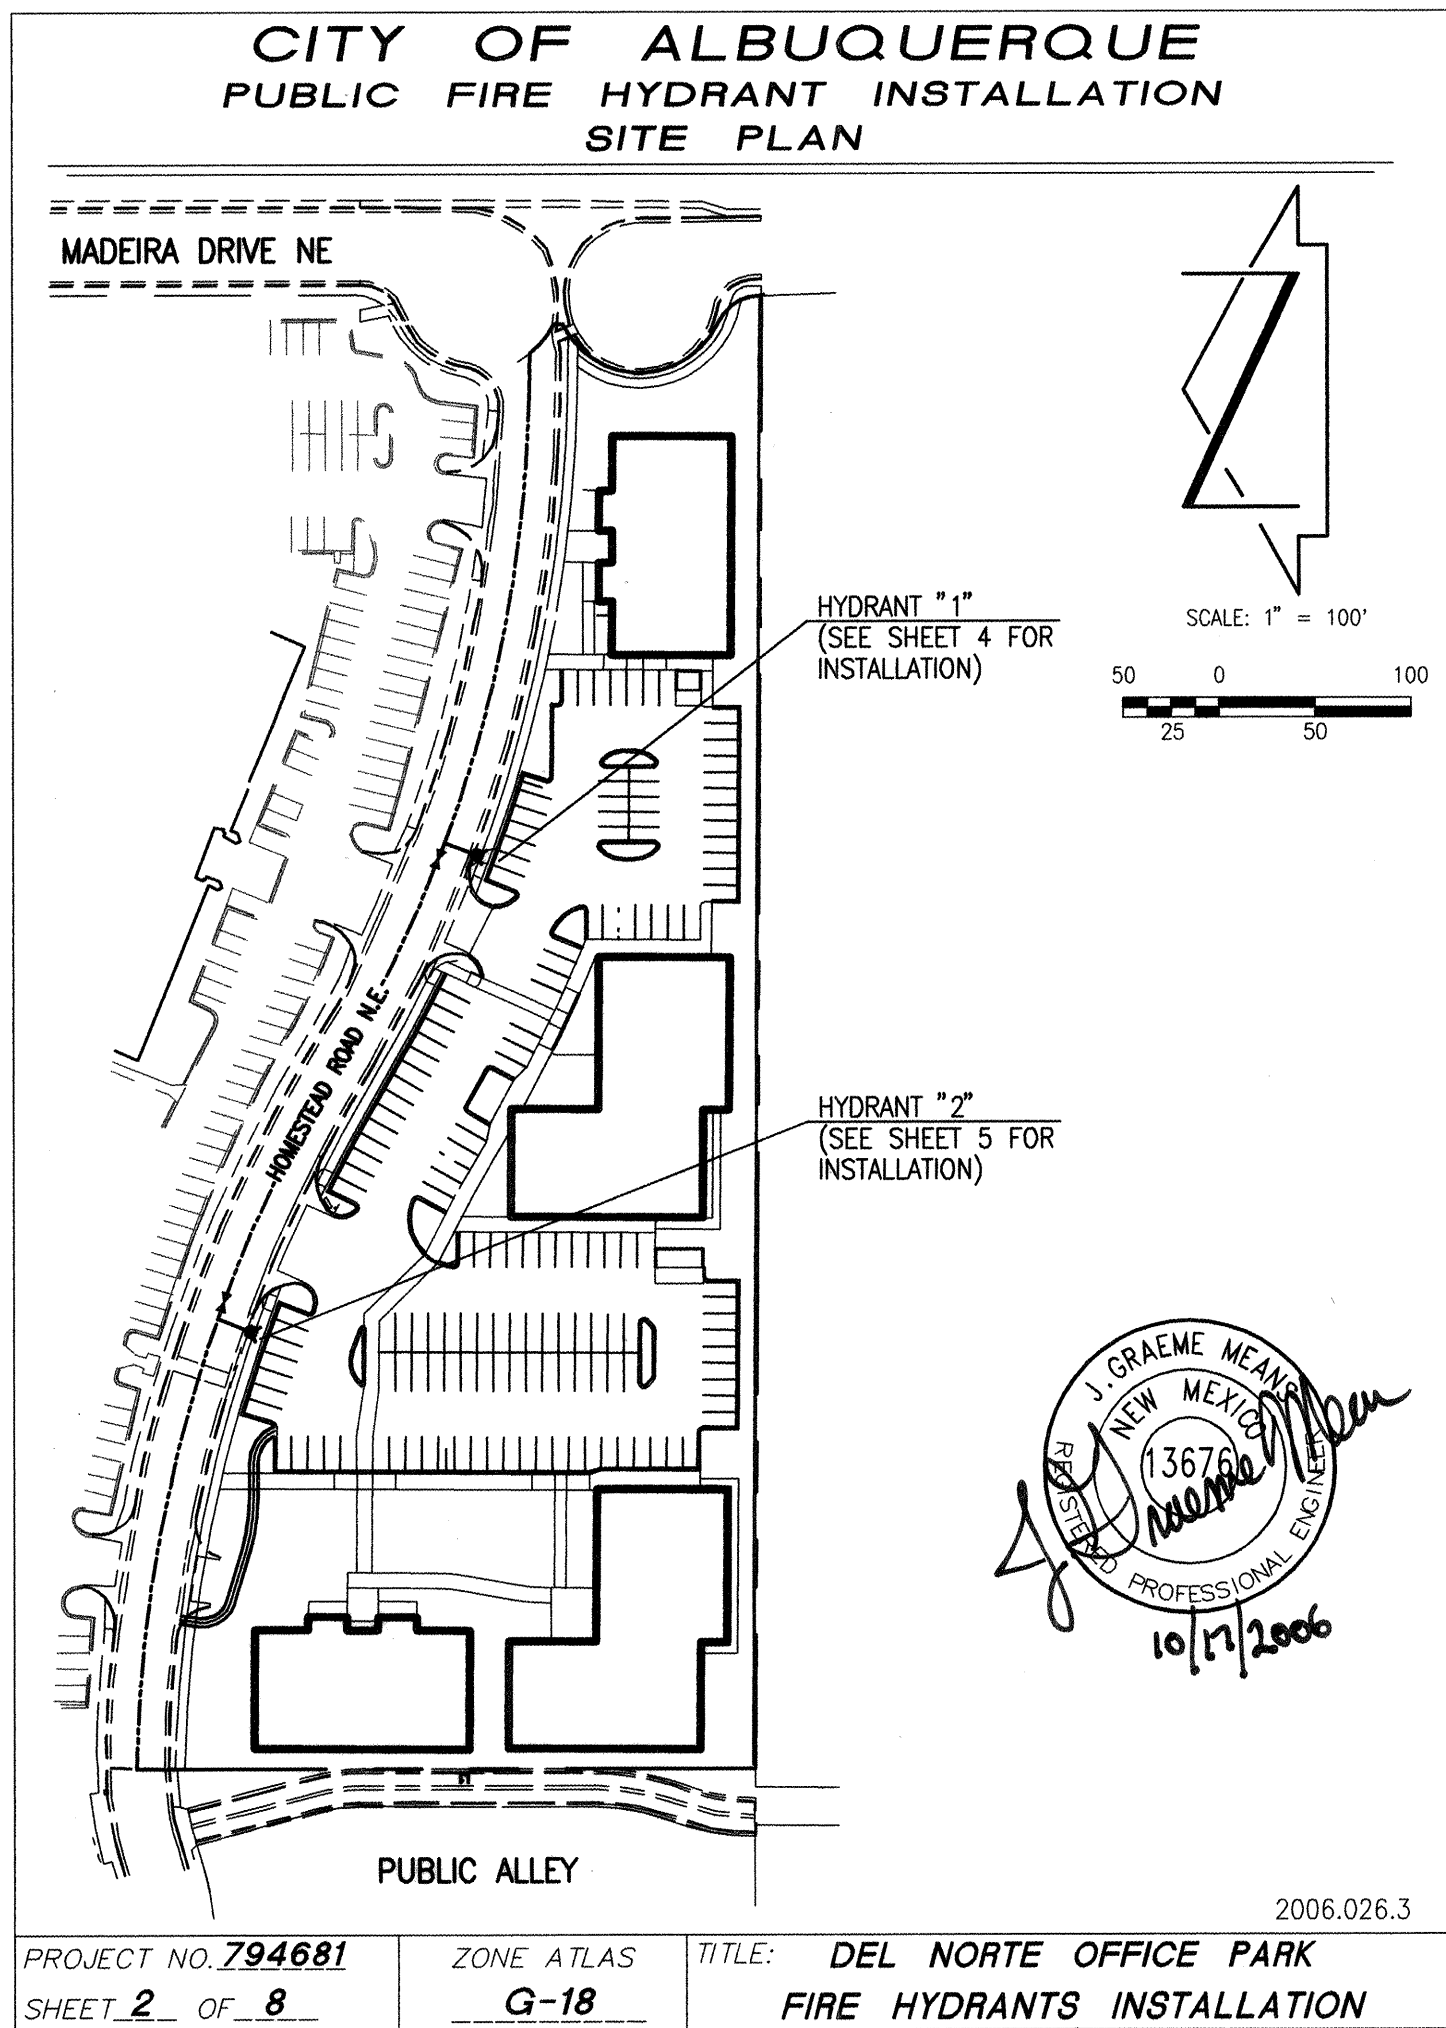 CITY OF ALBUQUERQUE
PUBLIC FIRE HYDRANT INSTALLATION
SITE PLAN
MADEIRA DRIVE NE
HYDRANT "1"
(SEE SHEET 4 FOR
INSTALLATION)
SCALE: 1" = 100'
50 0 100
25 50
HOMESTEAD ROAD N.E.
HYDRANT "2"
(SEE SHEET 5 FOR
INSTALLATION)
J. GRAEME MEANS
NEW MEXICO
13676
REGISTERED PROFESSIONAL ENGINEER
J Graeme Means
10/17/2006
PUBLIC ALLEY
2006.026.3
PROJECT NO. 794681
SHEET 2 OF 8
ZONE ATLAS
G-18
TITLE: DEL NORTE OFFICE PARK
FIRE HYDRANTS INSTALLATION